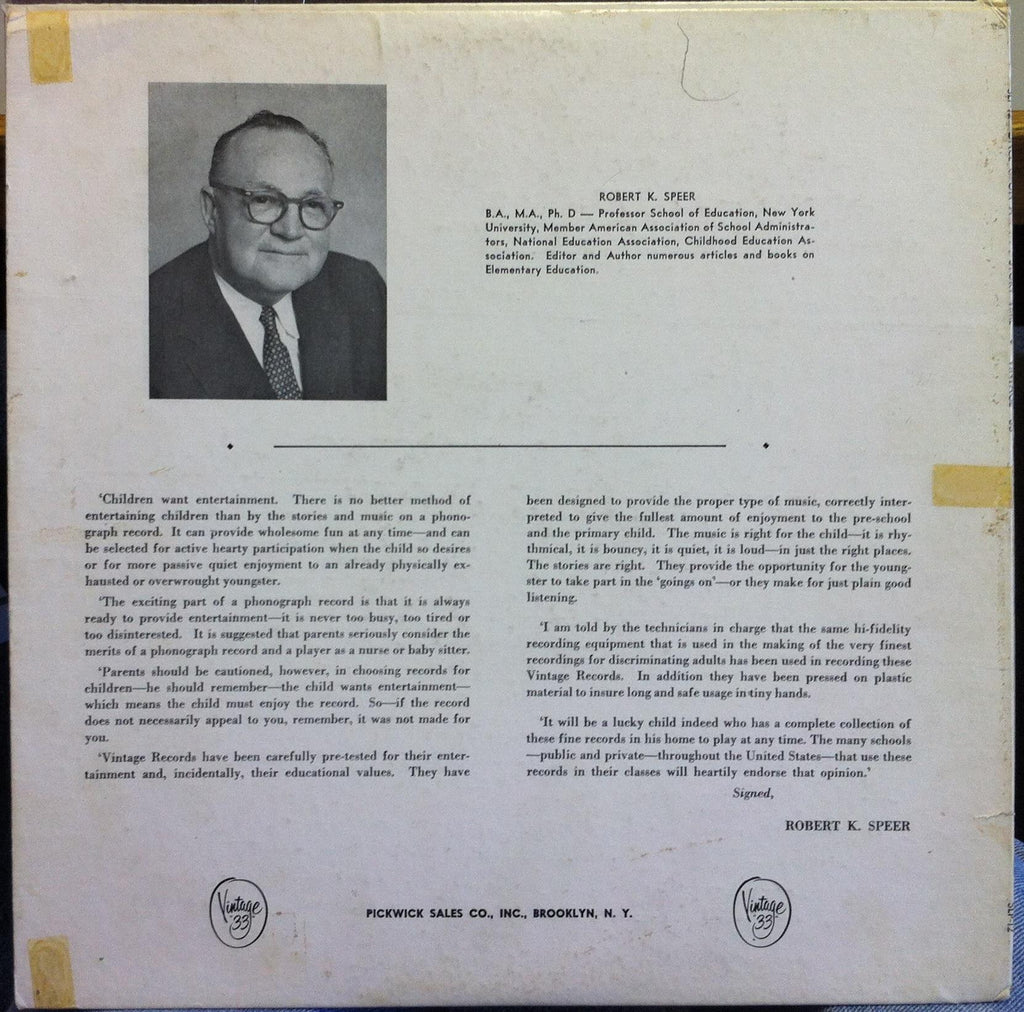 ROBERT K. SPEER
B.A., M.A., Ph. D — Professor School of Education, New York
University, Member American Association of School Administra-
tors, National Education Association, Childhood Education As-
sociation. Editor and Author numerous articles and books on
Elementary Education.
'Children want entertainment. There is no better method of
entertaining children than by the stories and music on a phono-
graph record. It can provide wholesome fun at any time—and can
be selected for active hearty participation when the child so desires
or for more passive quiet enjoyment to an already physically ex-
hausted or overwrought youngster.
'The exciting part of a phonograph record is that it is always
ready to provide entertainment—it is never too busy, too tired or
too disinterested. It is suggested that parents seriously consider the
merits of a phonograph record and a player as a nurse or baby sitter.
'Parents should be cautioned, however, in choosing records for
children—he should remember—the child wants entertainment—
which means the child must enjoy the record. So—if the record
does not necessarily appeal to you, remember, it was not made for
you.
'Vintage Records have been carefully pre-tested for their enter-
tainment and, incidentally, their educational values. They have
been designed to provide the proper type of music, correctly inter-
preted to give the fullest amount of enjoyment to the pre-school
and the primary child. The music is right for the child—it is rhy-
thmical, it is bouncy, it is quiet, it is loud—in just the right places.
The stories are right. They provide the opportunity for the young-
ster to take part in the 'goings on'—or they make for just plain good
listening.
'I am told by the technicians in charge that the same hi-fidelity
recording equipment that is used in the making of the very finest
recordings for discriminating adults has been used in recording these
Vintage Records. In addition they have been pressed on plastic
material to insure long and safe usage in tiny hands.
'It will be a lucky child indeed who has a complete collection of
these fine records in his home to play at any time. The many schools
—public and private—throughout the United States—that use these
records in their classes will heartily endorse that opinion.'
Signed,
ROBERT K. SPEER
Vintage
33
PICKWICK SALES CO., INC., BROOKLYN, N. Y.
Vintage
33